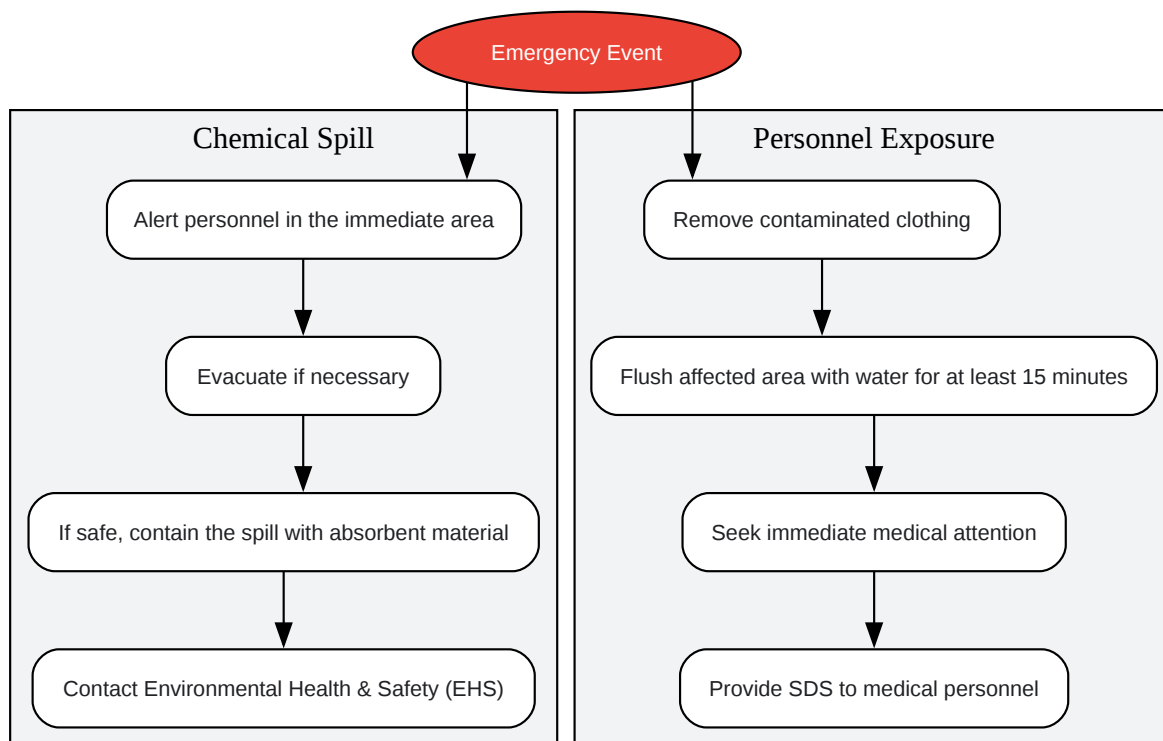 Emergency Event
Chemical Spill
Alert personnel in the immediate area
Evacuate if necessary
If safe, contain the spill with absorbent material
Contact Environmental Health & Safety (EHS)
Personnel Exposure
Remove contaminated clothing
Flush affected area with water for at least 15 minutes
Seek immediate medical attention
Provide SDS to medical personnel